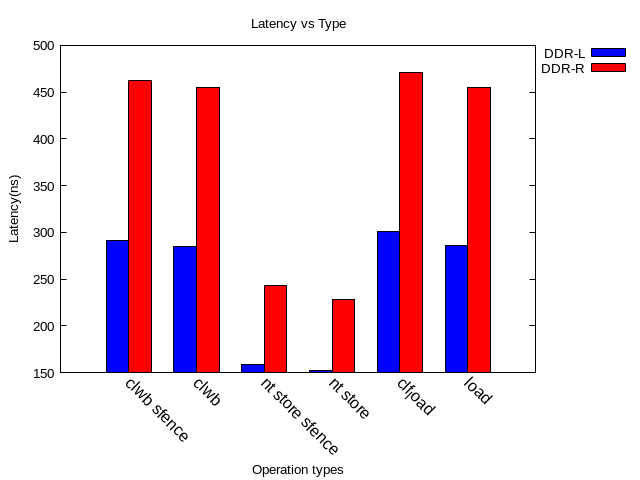 Latency vs Type
DDR-L
DDR-R
500
450
400
350
300
250
200
150
Latency(ns)
clwb sfence
clwb
nt store sfence
nt store
clfload
load
Operation types